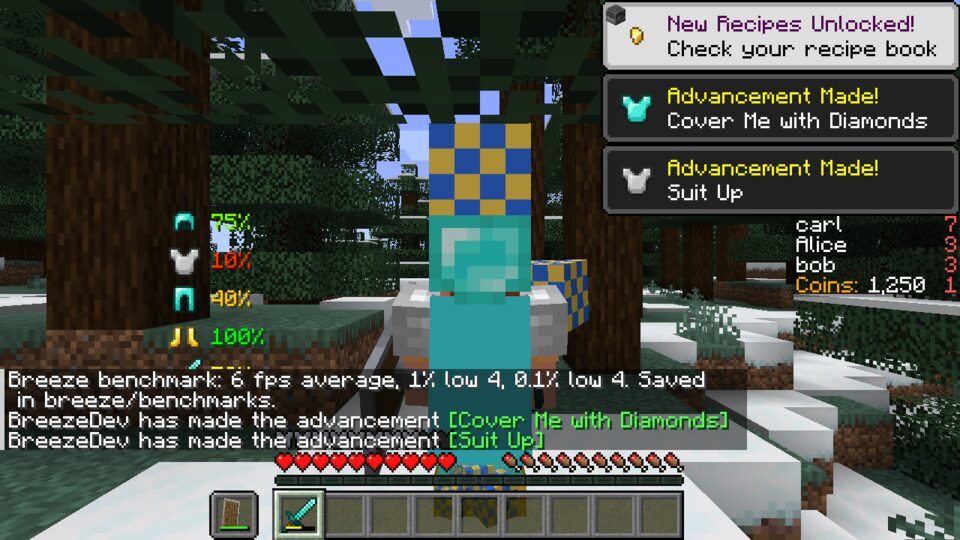 New Recipes Unlocked!
Check your recipe book
Advancement Made!
Cover Me with Diamonds
Advancement Made!
Suit Up
75%
10%
40%
100%
carl 7
Alice 3
bob 3
Coins: 1,250 1
Breeze benchmark: 6 fps average, 1% low 4, 0.1% low 4. Saved
in breeze/benchmarks.
BreezeDev has made the advancement [Cover Me with Diamonds]
BreezeDev has made the advancement [Suit Up]